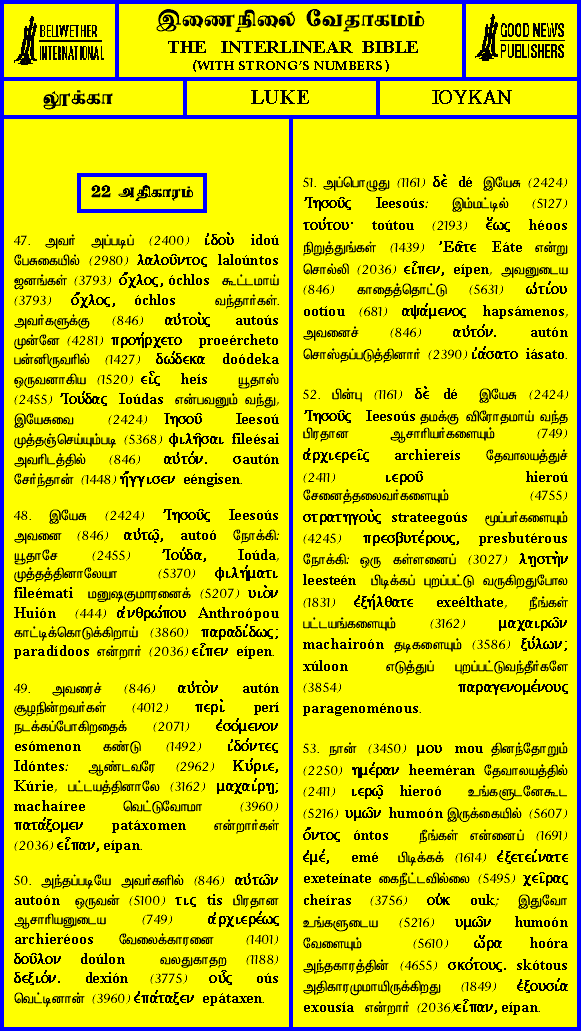 BELLWETHER
INTERNATIONAL
இணைநிலை வேதாகமம்
THE INTERLINEAR BIBLE
(WITH STRONG'S NUMBERS)
GOOD NEWS
PUBLISHERS
லூக்கா
LUKE
ΙΟΥΚΑΝ
22 அதிகாரம்
47. அவர் அப்படிப் (2400) ἰδοὺ idoú
பேசுகையில் (2980) λαλοῦντος laloúntos
ஜனங்கள் (3793) ὄχλος, óchlos கூட்டமாய்
(3793) ὄχλος, óchlos வந்தார்கள்.
அவர்களுக்கு (846) αὐτοὺς autoús
முன்னே (4281) προήρχετο proeércheto
பன்னிருவரில் (1427) δώδεκα doódeka
ஒருவனாகிய (1520) εἷς heís யூதாஸ்
(2455) Ἰούδας Ioúdas என்பவனும் வந்து,
இயேசுவை (2424) Ιησοῦ Ieesoú
முத்தஞ்செய்யும்படி (5368) φιλῆσαι fileésai
அவரிடத்தில் (846) αὐτόν. σautón
சேர்ந்தான் (1448) ἤγγισεν eéngisen.
48. இயேசு (2424) Ἰησοῦς Ieesoús
அவனை (846) αὐτῷ, autoó நோக்கி:
யூதாசே (2455) Ἰούδα, Ioúda,
முத்தத்தினாலேயா (5370) φιλήματι
fileémati மனுஷகுமாரனைக் (5207) υιὸν
Huión (444) ἀνθρώπου Anthroópou
காட்டிக்கொடுக்கிறாய் (3860) παραδίδως;
paradídoos என்றார் (2036) εἶπεν eípen.
49. அவரைச் (846) αὐτὸν autón
சூழநின்றவர்கள் (4012) περὶ perí
நடக்கப்போகிறதைக் (2071) ἐσόμενον
esómenon கண்டு (1492) ἰδόντες
Idóntes: ஆண்டவரே (2962) Κύριε,
Kúrie, பட்டயத்தினாலே (3162) μαχαίρῃ;
machaíree வெட்டுவோமா (3960)
πατάξομεν patáxomen என்றார்கள்
(2036) εἶπαν, eípan.
50. அந்தப்படியே அவர்களில் (846) αὐτῶν
autoón ஒருவன் (5100) τις tis பிரதான
ஆசாரியனுடைய (749) ἀρχιερέως
archieréoos வேலைக்காரனை (1401)
δοῦλον doúlon வலதுகாதற (1188)
δεξιόν. dexión (3775) οὖς oús
வெட்டினான் (3960) ἐπάταξεν epátaxen.
51. அப்பொழுது (1161) δὲ dé இயேசு (2424)
Ἰησοῦς Ieesoús: இம்மட்டில் (5127)
τούτου· toútou (2193) ἕως héoos
நிறுத்துங்கள் (1439) Ἐᾶτε Eáte என்று
சொல்லி (2036) εἶπεν, eípen, அவனுடைய
(846) காதைத்தொட்டு (5631) ὠτίου
ootíou (681) αψάμενος hapsámenos,
அவனைச் (846) αὐτόν. autón
சொஸ்தப்படுத்தினார் (2390) ἰάσατο iásato.
52. பின்பு (1161) δὲ dé இயேசு (2424)
Ἰησοῦς Ieesoús தமக்கு விரோதமாய் வந்த
பிரதான ஆசாரியர்களையும் (749)
ἀρχιερεῖς archiereís தேவாலயத்துச்
(2411) ιεροῦ hieroú
சேனைத்தலைவர்களையும் (4755)
στρατηγοὺς strateegoús மூப்பர்களையும்
(4245) πρεσβυτέρους, presbutérous
நோக்கி: ஒரு கள்ளனைப் (3027) λῃστὴν
leesteén பிடிக்கப் புறப்பட்டு வருகிறதுபோல
(1831) ἐξήλθατε exeélthate, நீங்கள்
பட்டயங்களையும் (3162) μαχαιρῶν
machairoón தடிகளையும் (3586) ξύλων;
xúloon எடுத்துப் புறப்பட்டுவந்தீர்களே
(3854) παραγενομένους
paragenoménous.
53. நான் (3450) μου mou தினந்தோறும்
(2250) ημέραν heeméran தேவாலயத்தில்
(2411) ιερῷ hieroó உங்களுடனேகூட
(5216) υμῶν humoón இருக்கையில் (5607)
ὄντος óntos நீங்கள் என்னைப் (1691)
ἐμέ, emé பிடிக்கக் (1614) ἐξετείνατε
exeteínate கைநீட்டவில்லை (5495) χεῖρας
cheíras (3756) οὐκ ouk; இதுவோ
உங்களுடைய (5216) υμῶν humoón
வேளையும் (5610) ὥρα hoóra
அந்தகாரத்தின் (4655) σκότους. skótous
அதிகாரமுமாயிருக்கிறது (1849) ἐξουσία
exousía என்றார் (2036)εἶπαν, eípan.